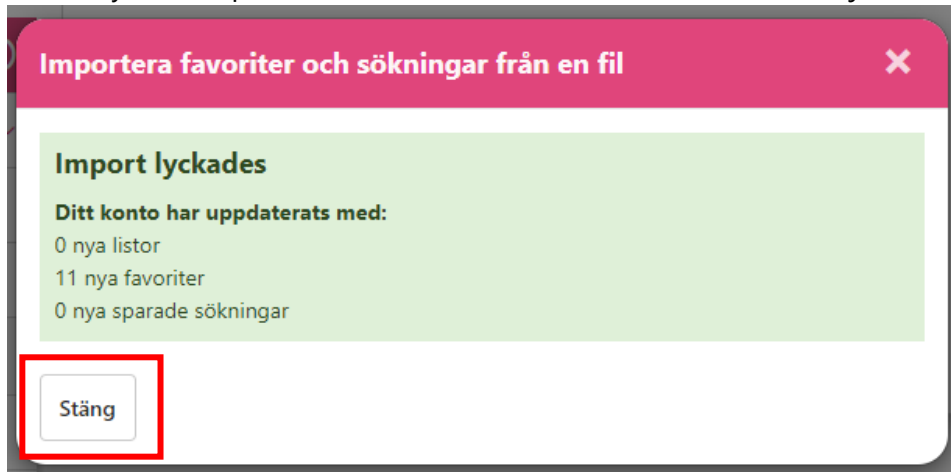 Importera favoriter och sökningar från en fil
Import lyckades
Ditt konto har uppdaterats med:
0 nya listor
11 nya favoriter
0 nya sparade sökningar
Stäng